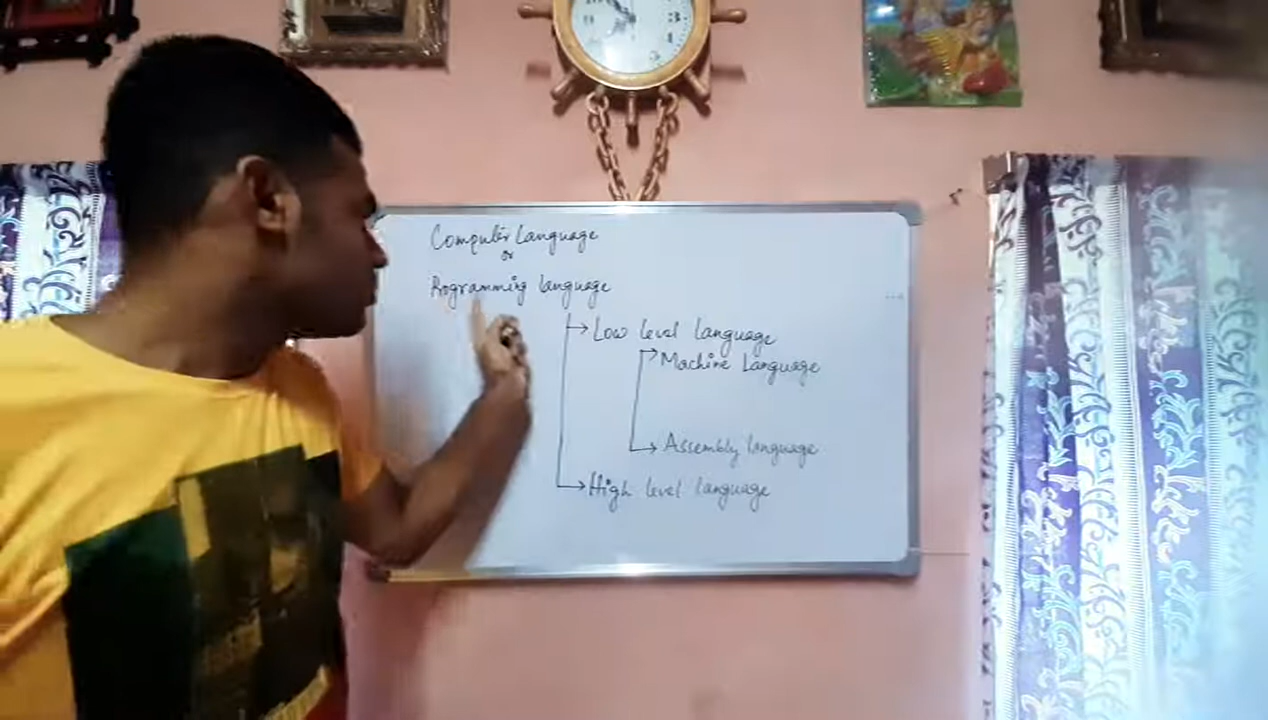 Computer Language
or
Programming language
Low level language
Machine Language
Assembly language
High level language